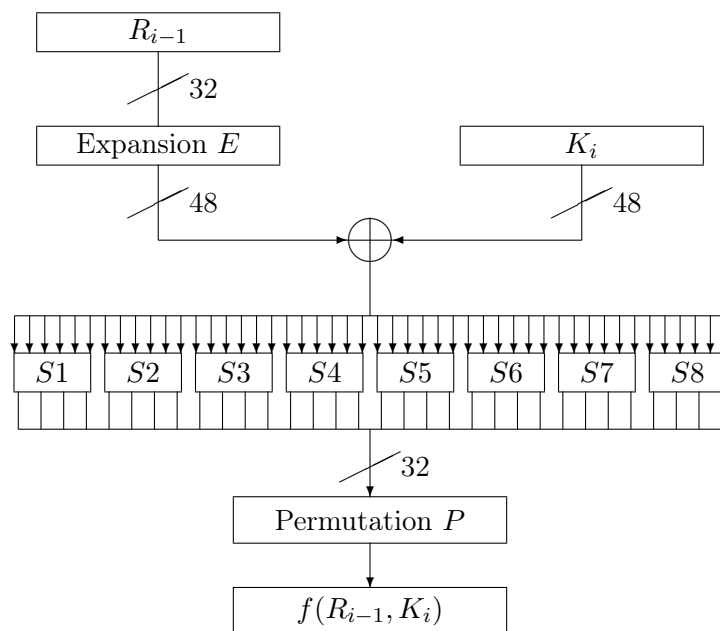 R_{i−1}
32
Expansion E
K_i
48
48
S1 S2 S3 S4 S5 S6 S7 S8
32
Permutation P
f(R_{i−1}, K_i)